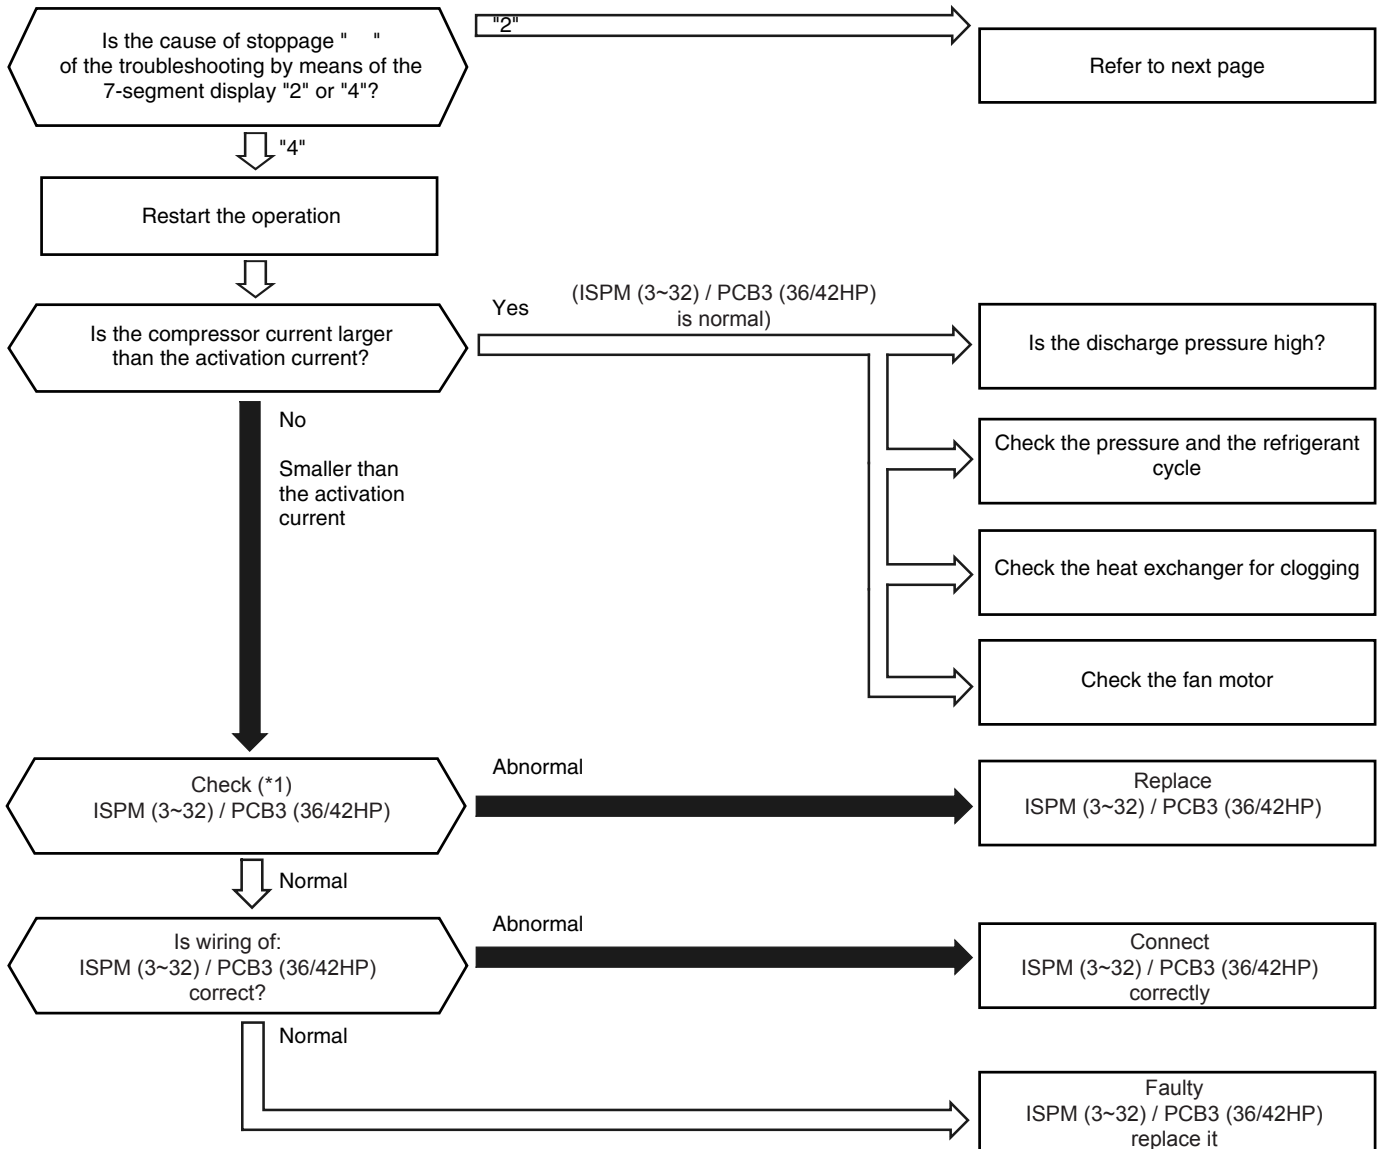 Is the cause of stoppage "    "
of the troubleshooting by means of the
7-segment display "2" or "4"?
"2"
Refer to next page
"4"
Restart the operation
Is the compressor current larger
than the activation current?
Yes
(ISPM (3~32) / PCB3 (36/42HP)
is normal)
Is the discharge pressure high?
Check the pressure and the refrigerant
cycle
Check the heat exchanger for clogging
Check the fan motor
No
Smaller than
the activation
current
Check (*1)
ISPM (3~32) / PCB3 (36/42HP)
Abnormal
Replace
ISPM (3~32) / PCB3 (36/42HP)
Normal
Is wiring of:
ISPM (3~32) / PCB3 (36/42HP)
correct?
Abnormal
Connect
ISPM (3~32) / PCB3 (36/42HP)
correctly
Normal
Faulty
ISPM (3~32) / PCB3 (36/42HP)
replace it